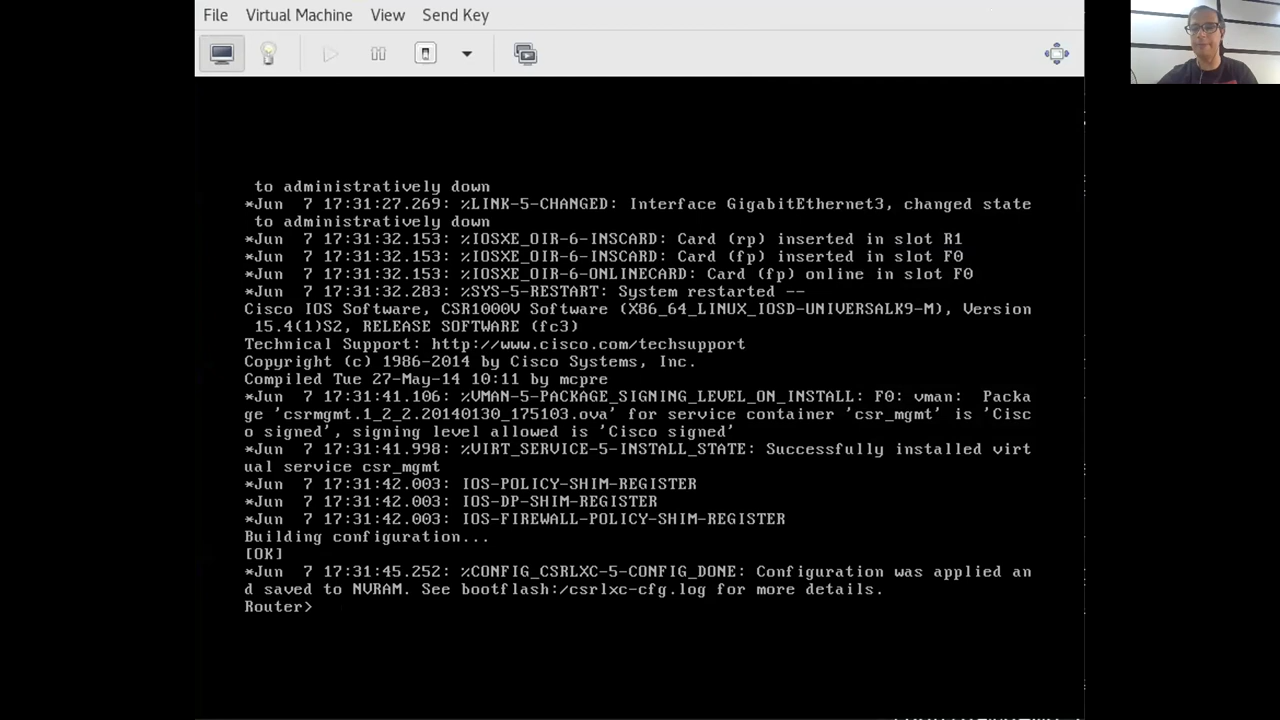 File Virtual Machine View Send Key
to administratively down
*Jun 7 17:31:27.269: %LINK-5-CHANGED: Interface GigabitEthernet3, changed state
to administratively down
*Jun 7 17:31:32.153: %IOSXE_OIR-6-INSCARD: Card (rp) inserted in slot R1
*Jun 7 17:31:32.153: %IOSXE_OIR-6-INSCARD: Card (fp) inserted in slot F0
*Jun 7 17:31:32.153: %IOSXE_OIR-6-ONLINECARD: Card (fp) online in slot F0
*Jun 7 17:31:32.283: %SYS-5-RESTART: System restarted --
Cisco IOS Software, CSR1000V Software (X86_64_LINUX_IOSD-UNIVERSALK9-M), Version
15.4(1)S2, RELEASE SOFTWARE (fc3)
Technical Support: http://www.cisco.com/techsupport
Copyright (c) 1986-2014 by Cisco Systems, Inc.
Compiled Tue 27-May-14 10:11 by mcpre
*Jun 7 17:31:41.106: %VMAN-5-PACKAGE_SIGNING_LEVEL_ON_INSTALL: F0: vman: Packa
ge 'csrmgmt.1_2_2.20140130_175103.ova' for service container 'csr_mgmt' is 'Cisc
o signed', signing level allowed is 'Cisco signed'
*Jun 7 17:31:41.998: %VIRT_SERVICE-5-INSTALL_STATE: Successfully installed virt
ual service csr_mgmt
*Jun 7 17:31:42.003: IOS-POLICY-SHIM-REGISTER
*Jun 7 17:31:42.003: IOS-DP-SHIM-REGISTER
*Jun 7 17:31:42.003: IOS-FIREWALL-POLICY-SHIM-REGISTER
Building configuration...
[OK]
*Jun 7 17:31:45.252: %CONFIG_CSRLXC-5-CONFIG_DONE: Configuration was applied an
d saved to NVRAM. See bootflash:/csrlxc-cfg.log for more details.
Router>